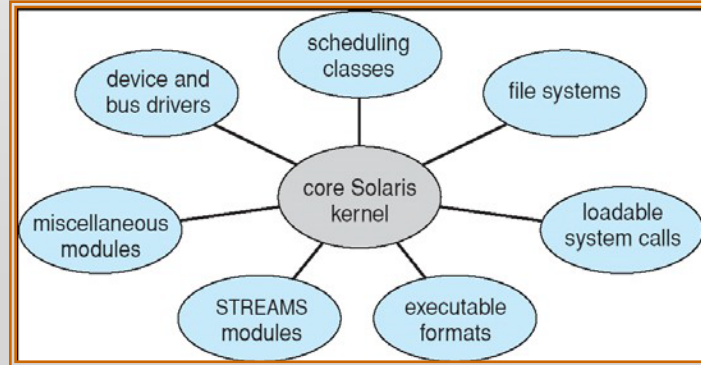 scheduling
classes
device and
bus drivers
file systems
core Solaris
kernel
miscellaneous
modules
loadable
system calls
STREAMS
modules
executable
formats